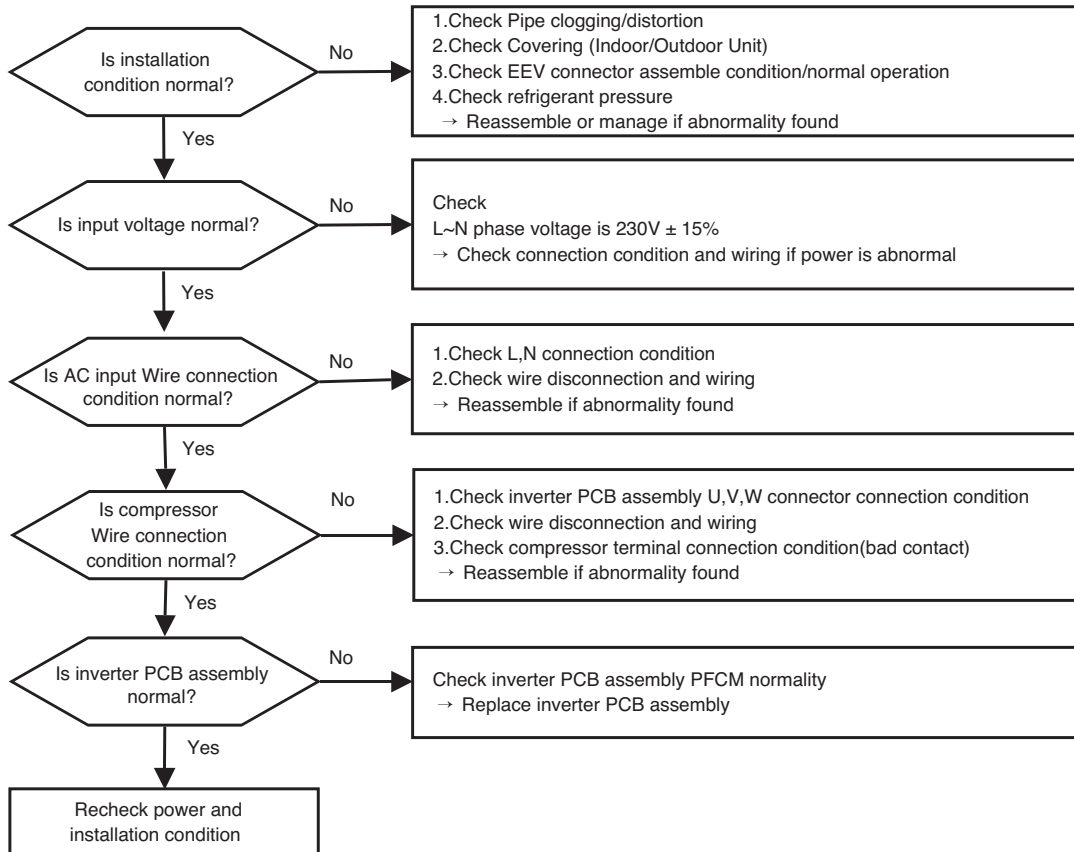 Is installation
condition normal?
No
1.Check Pipe clogging/distortion
2.Check Covering (Indoor/Outdoor Unit)
3.Check EEV connector assemble condition/normal operation
4.Check refrigerant pressure
→ Reassemble or manage if abnormality found
Yes
Is input voltage normal?
No
Check
L~N phase voltage is 230V ± 15%
→ Check connection condition and wiring if power is abnormal
Yes
Is AC input Wire connection
condition normal?
No
1.Check L,N connection condition
2.Check wire disconnection and wiring
→ Reassemble if abnormality found
Yes
Is compressor
Wire connection
condition normal?
No
1.Check inverter PCB assembly U,V,W connector connection condition
2.Check wire disconnection and wiring
3.Check compressor terminal connection condition(bad contact)
→ Reassemble if abnormality found
Yes
Is inverter PCB assembly
normal?
No
Check inverter PCB assembly PFCM normality
→ Replace inverter PCB assembly
Yes
Recheck power and
installation condition